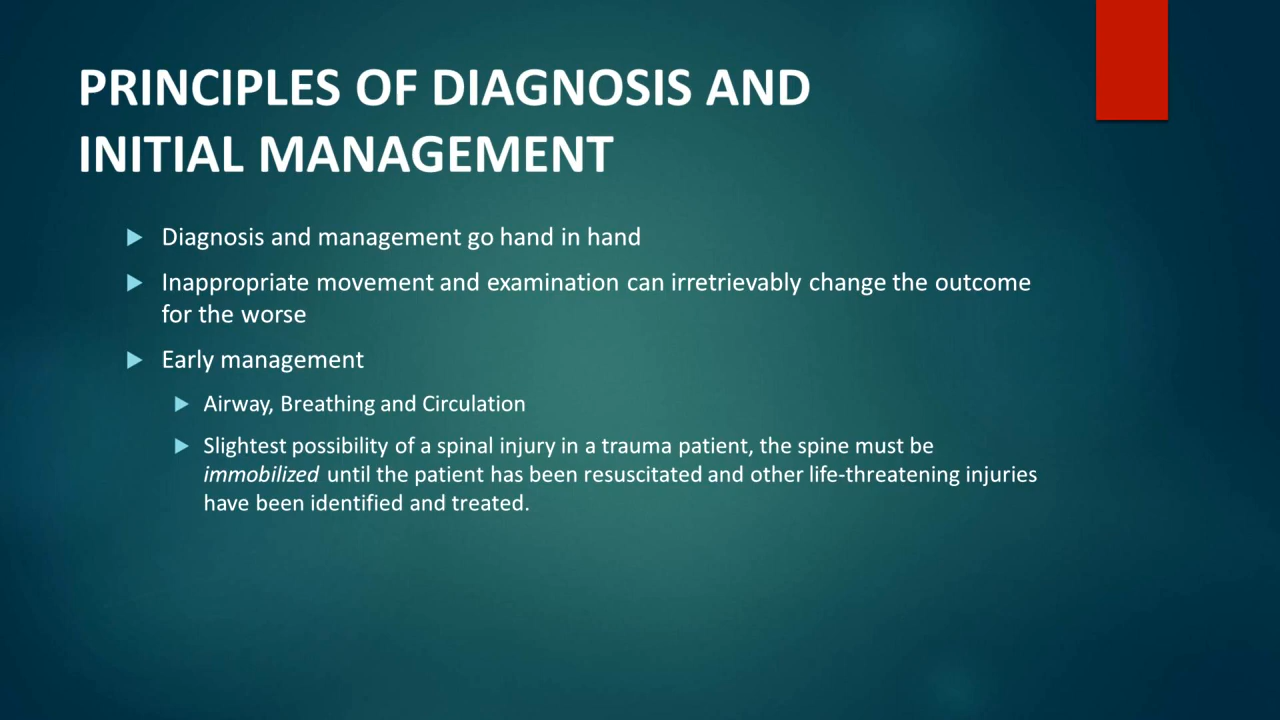 PRINCIPLES OF DIAGNOSIS AND
INITIAL MANAGEMENT
Diagnosis and management go hand in hand
Inappropriate movement and examination can irretrievably change the outcome
for the worse
Early management
Airway, Breathing and Circulation
Slightest possibility of a spinal injury in a trauma patient, the spine must be
immobilized until the patient has been resuscitated and other life-threatening injuries
have been identified and treated.